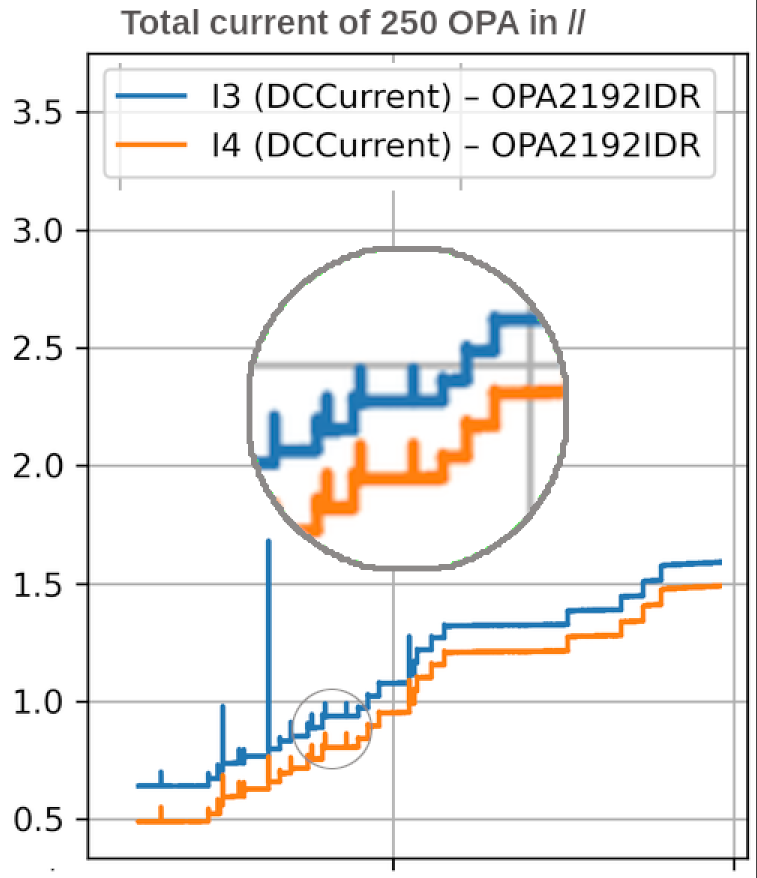 Total current of 250 OPA in //
I3 (DCCurrent) – OPA2192IDR
I4 (DCCurrent) – OPA2192IDR
3.5
3.0
2.5
2.0
1.5
1.0
0.5